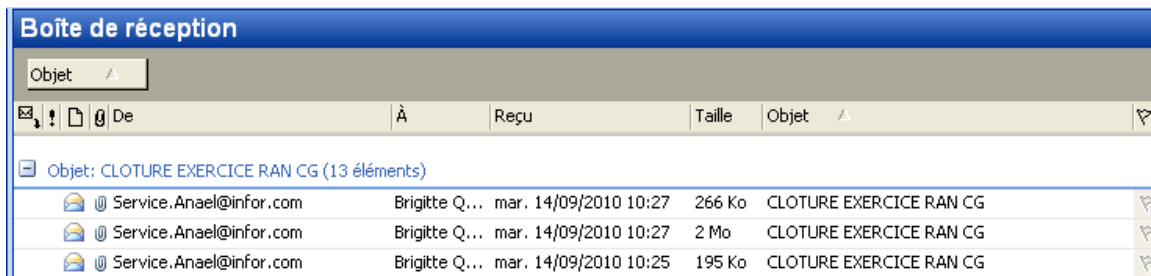 Boîte de réception
Objet
De À Reçu Taille Objet
Objet: CLOTURE EXERCICE RAN CG (13 éléments)
Service.Anael@infor.com Brigitte Q... mar. 14/09/2010 10:27 266 Ko CLOTURE EXERCICE RAN CG
Service.Anael@infor.com Brigitte Q... mar. 14/09/2010 10:27 2 Mo CLOTURE EXERCICE RAN CG
Service.Anael@infor.com Brigitte Q... mar. 14/09/2010 10:25 195 Ko CLOTURE EXERCICE RAN CG